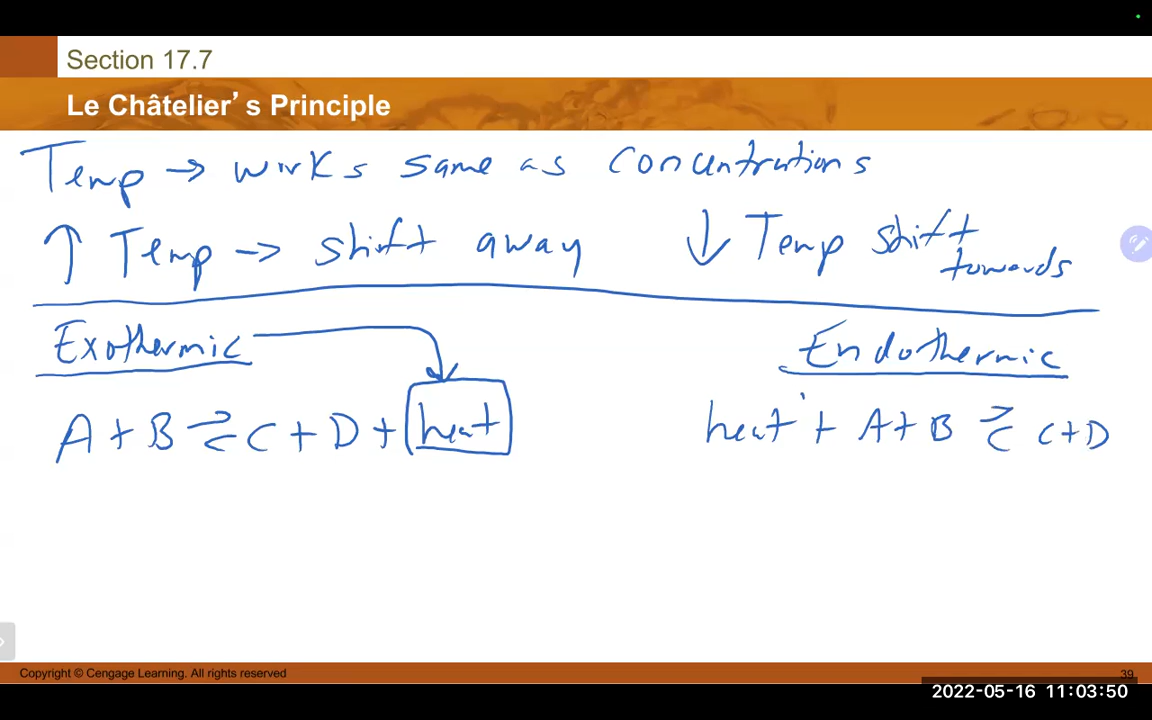 Section 17.7
Le Châtelier's Principle
Temp → works same as concentrations
↑ Temp → shift away ↓ Temp shift towards
Exothermic Endothermic
A + B ⇌ C + D + heat heat + A + B ⇌ C + D
Copyright © Cengage Learning. All rights reserved 39
2022-05-16 11:03:50